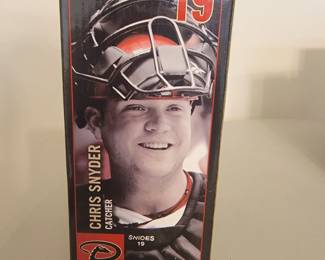 19
CHRIS SNYDER
CATCHER
SNIDES
19